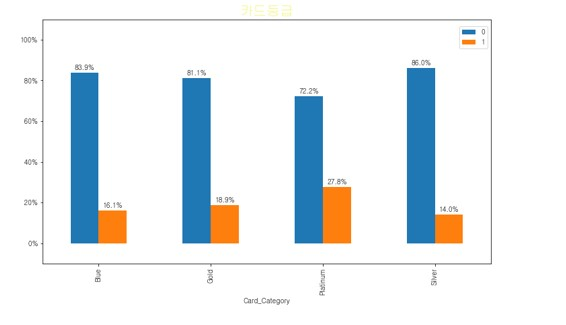 카드등급
100%
80%
60%
40%
20%
0%
83.9%
16.1%
81.1%
18.9%
72.2%
27.8%
86.0%
14.0%
0
1
Blue
Gold
Platinum
Silver
Card_Category